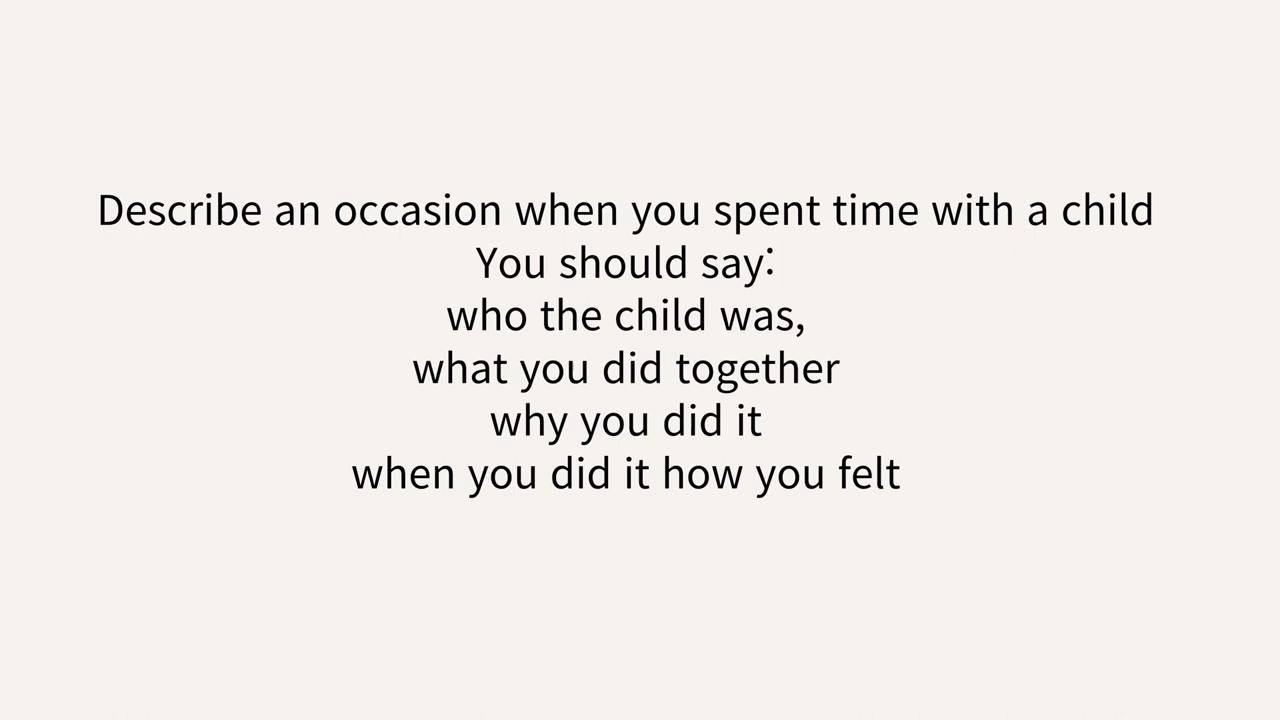 Describe an occasion when you spent time with a child
You should say:
who the child was,
what you did together
why you did it
when you did it how you felt